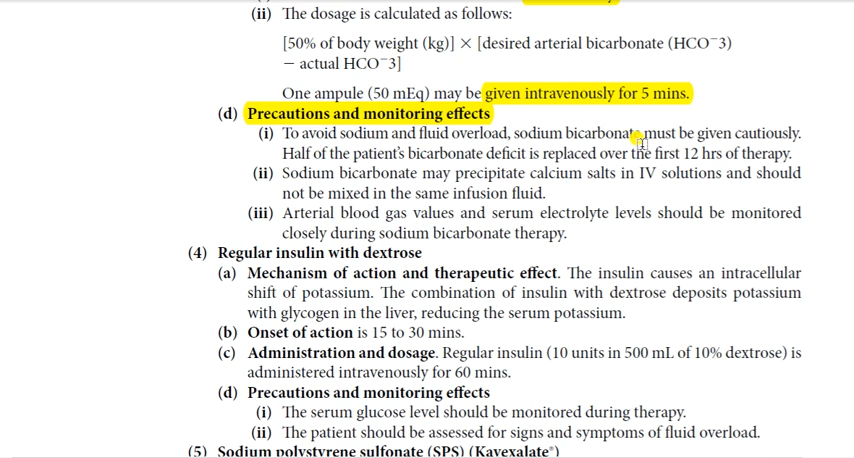 (ii) The dosage is calculated as follows:
[50% of body weight (kg)] × [desired arterial bicarbonate (HCO⁻3)
− actual HCO⁻3]
One ampule (50 mEq) may be given intravenously for 5 mins.
(d) Precautions and monitoring effects
(i) To avoid sodium and fluid overload, sodium bicarbonate must be given cautiously.
Half of the patient's bicarbonate deficit is replaced over the first 12 hrs of therapy.
(ii) Sodium bicarbonate may precipitate calcium salts in IV solutions and should
not be mixed in the same infusion fluid.
(iii) Arterial blood gas values and serum electrolyte levels should be monitored
closely during sodium bicarbonate therapy.
(4) Regular insulin with dextrose
(a) Mechanism of action and therapeutic effect. The insulin causes an intracellular
shift of potassium. The combination of insulin with dextrose deposits potassium
with glycogen in the liver, reducing the serum potassium.
(b) Onset of action is 15 to 30 mins.
(c) Administration and dosage. Regular insulin (10 units in 500 mL of 10% dextrose) is
administered intravenously for 60 mins.
(d) Precautions and monitoring effects
(i) The serum glucose level should be monitored during therapy.
(ii) The patient should be assessed for signs and symptoms of fluid overload.
(5) Sodium polystyrene sulfonate (SPS) (Kayexalate®)